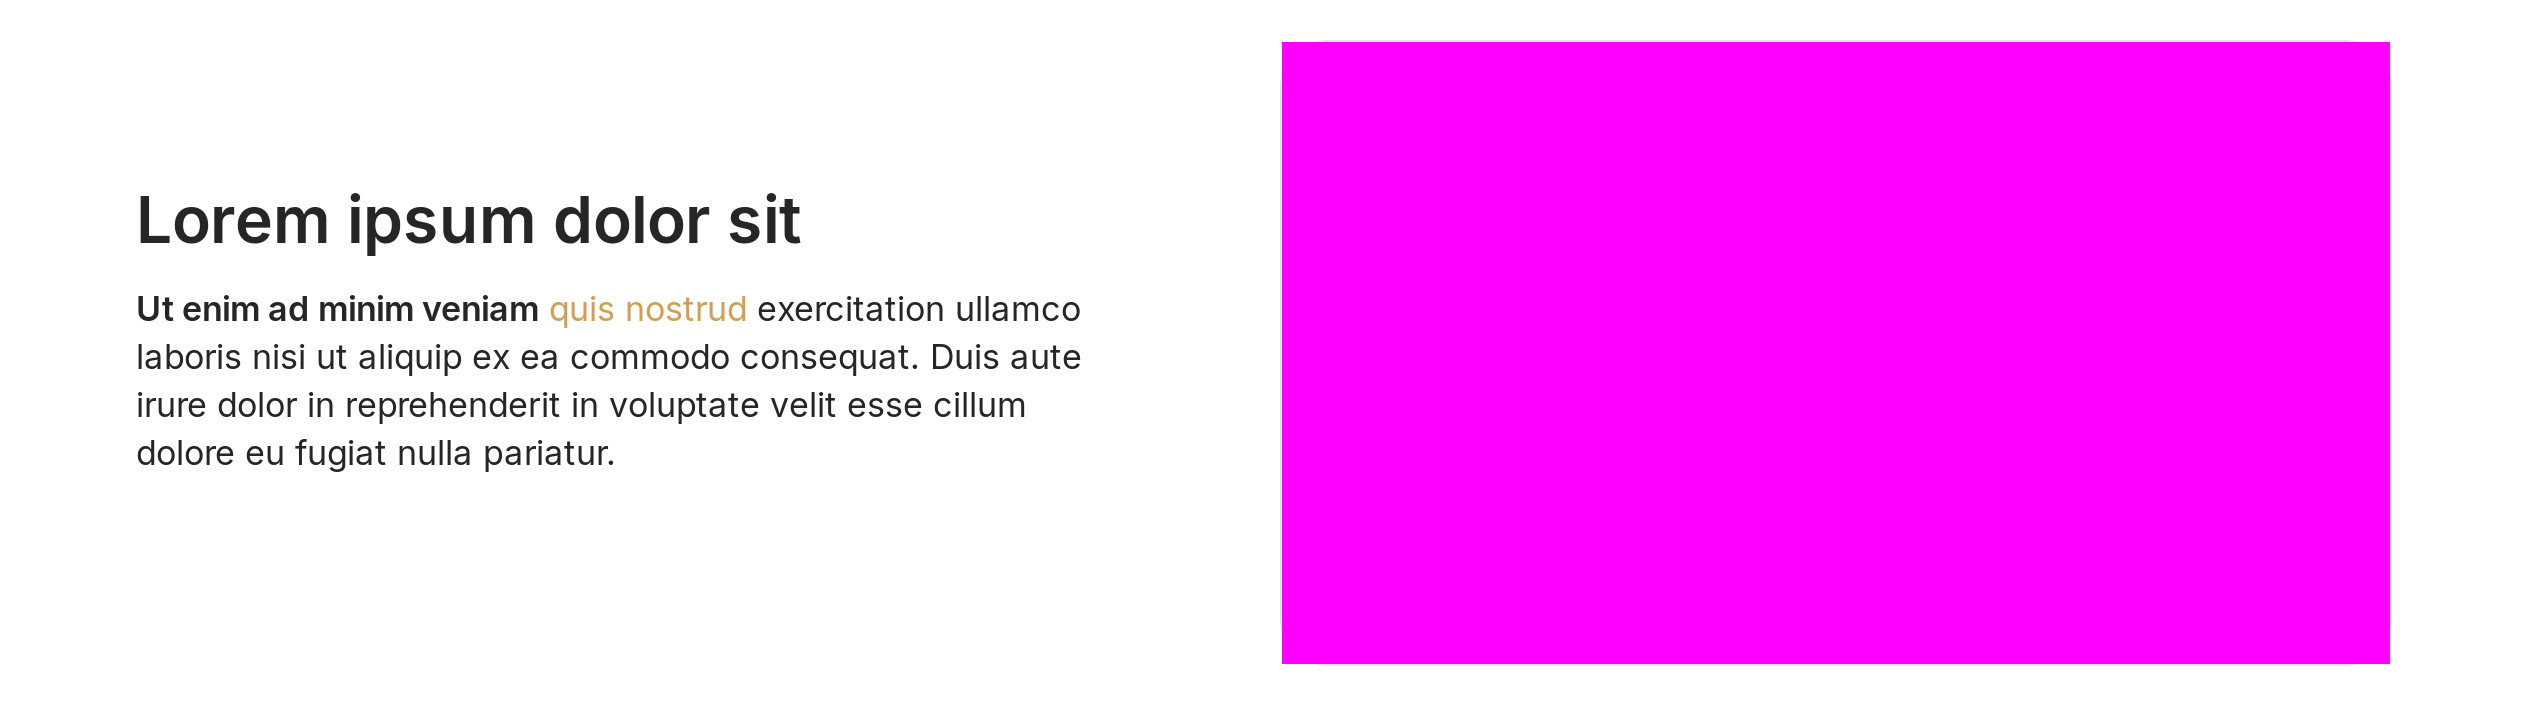 Lorem ipsum dolor sit
Ut enim ad minim veniam quis nostrud exercitation ullamco
laboris nisi ut aliquip ex ea commodo consequat. Duis aute
irure dolor in reprehenderit in voluptate velit esse cillum
dolore eu fugiat nulla pariatur.